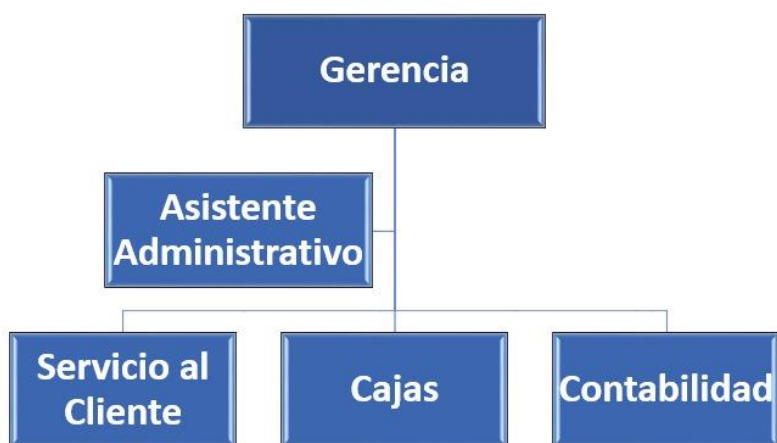 Gerencia
Asistente
Administrativo
Servicio al
Cliente
Cajas
Contabilidad